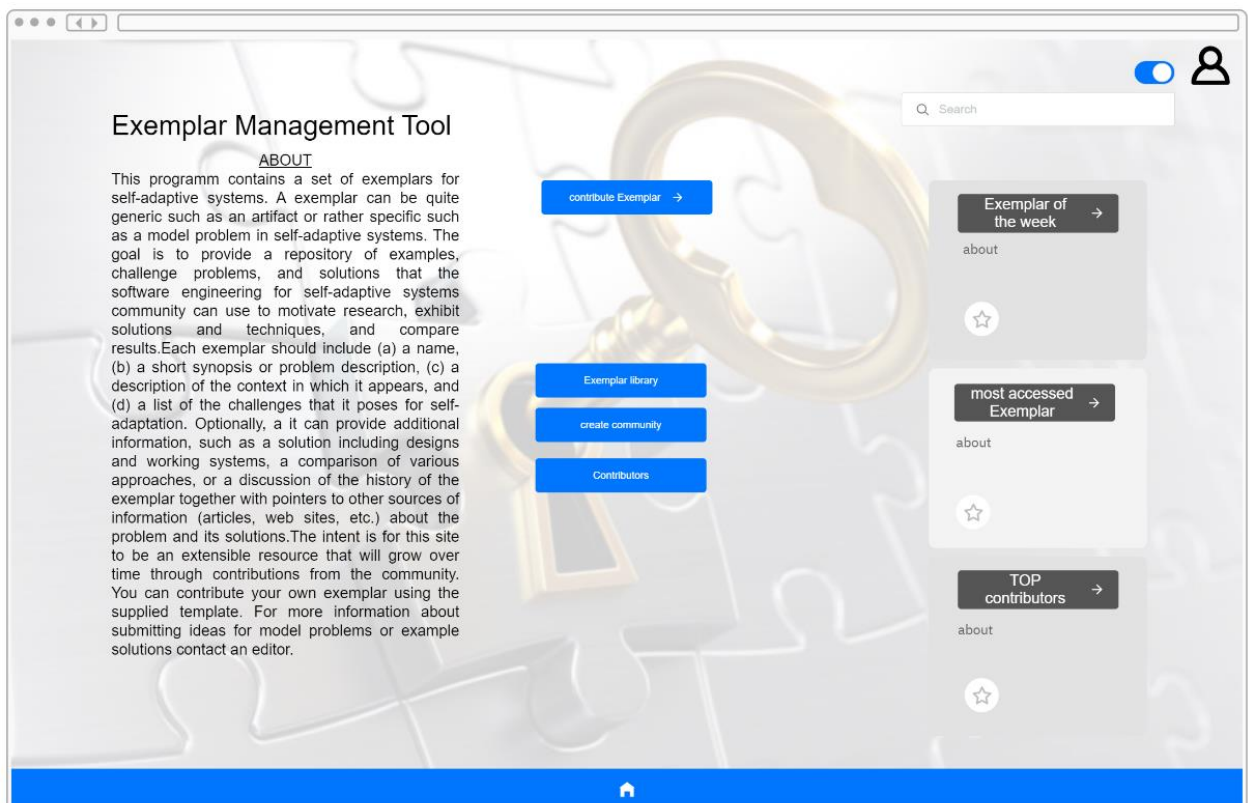 Search
Exemplar Management Tool
ABOUT
This programm contains a set of exemplars for
self-adaptive systems. A exemplar can be quite
generic such as an artifact or rather specific such
as a model problem in self-adaptive systems. The
goal is to provide a repository of examples,
challenge problems, and solutions that the
software engineering for self-adaptive systems
community can use to motivate research, exhibit
solutions and techniques, and compare
results.Each exemplar should include (a) a name,
(b) a short synopsis or problem description, (c) a
description of the context in which it appears, and
(d) a list of the challenges that it poses for self-
adaptation. Optionally, a it can provide additional
information, such as a solution including designs
and working systems, a comparison of various
approaches, or a discussion of the history of the
exemplar together with pointers to other sources of
information (articles, web sites, etc.) about the
problem and its solutions.The intent is for this site
to be an extensible resource that will grow over
time through contributions from the community.
You can contribute your own exemplar using the
supplied template. For more information about
submitting ideas for model problems or example
solutions contact an editor.
contribute Exemplar
Exemplar library
create community
Contributors
Exemplar of
the week
about
most accessed
Exemplar
about
TOP
contributors
about